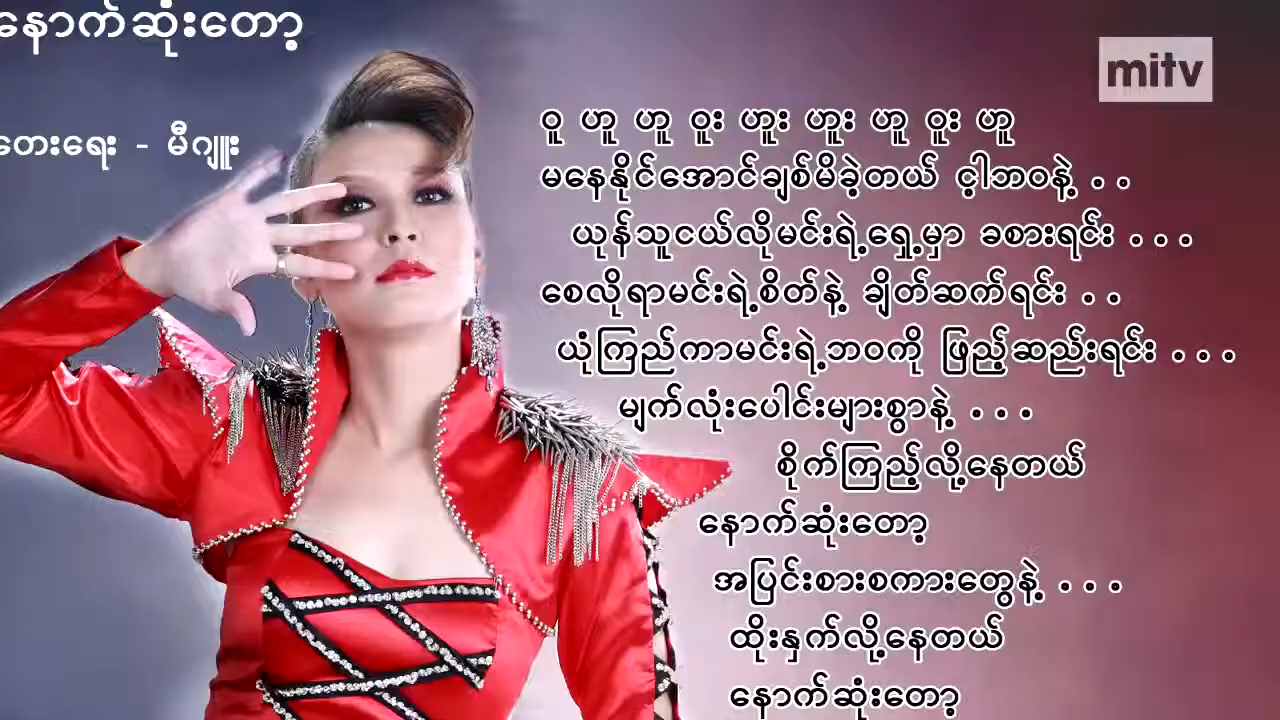 နောက်ဆုံးတော့
တေးရေး - မီဂျူး
mitv
ဝူ ဟူ ဟူ ဝူး ဟူး ဟူး ဟူ ဝူး ဟူ
မနေနိုင်အောင်ချစ်မိခဲ့တယ် ငှ့ါဘဝနဲ့ . .
ယုန်သူငယ်လိုမင်းရဲ့ရှေ့မှာ ခစားရင်း . . .
စေလိုရာမင်းရဲ့စိတ်နဲ့ ချိတ်ဆက်ရင်း . .
ယုံကြည်ကာမင်းရဲ့ဘဝကို ဖြည့်ဆည်းရင်း . . .
မျက်လုံးပေါင်းများစွာနဲ့ . . .
စိုက်ကြည့်လို့နေတယ်
နောက်ဆုံးတော့
အပြင်းစားစကားတွေနဲ့ . . .
ထိုးနှက်လို့နေတယ်
နောက်ဆုံးတော့